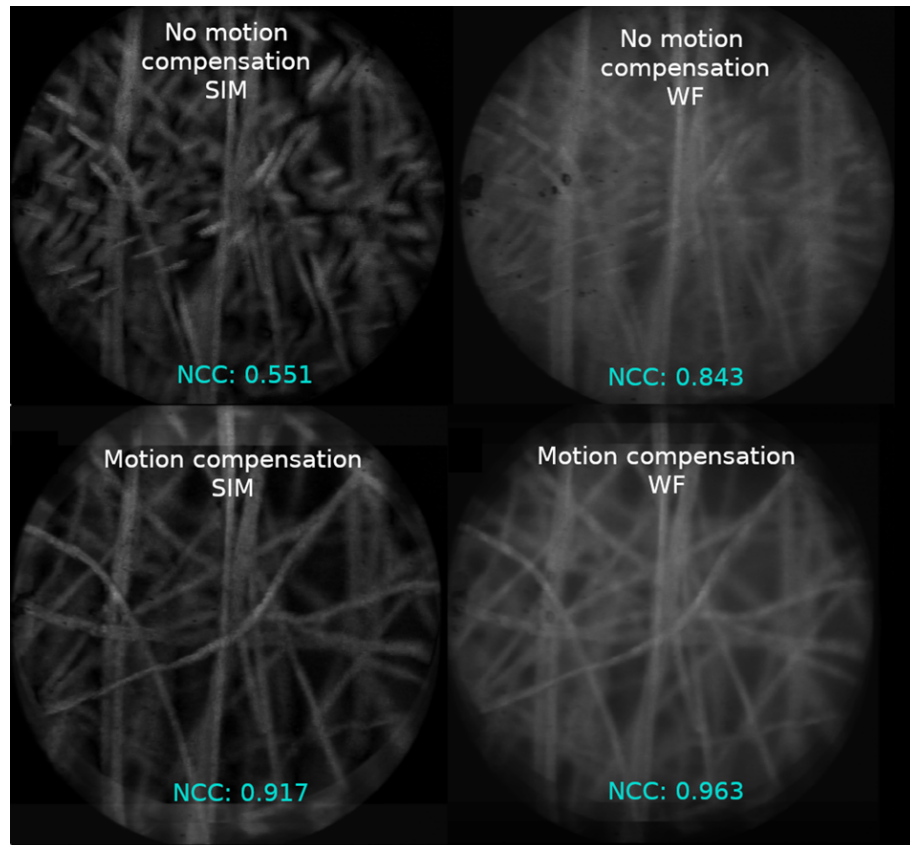 No motion
compensation
SIM
No motion
compensation
WF
NCC: 0.551
NCC: 0.843
Motion compensation
SIM
Motion compensation
WF
NCC: 0.917
NCC: 0.963